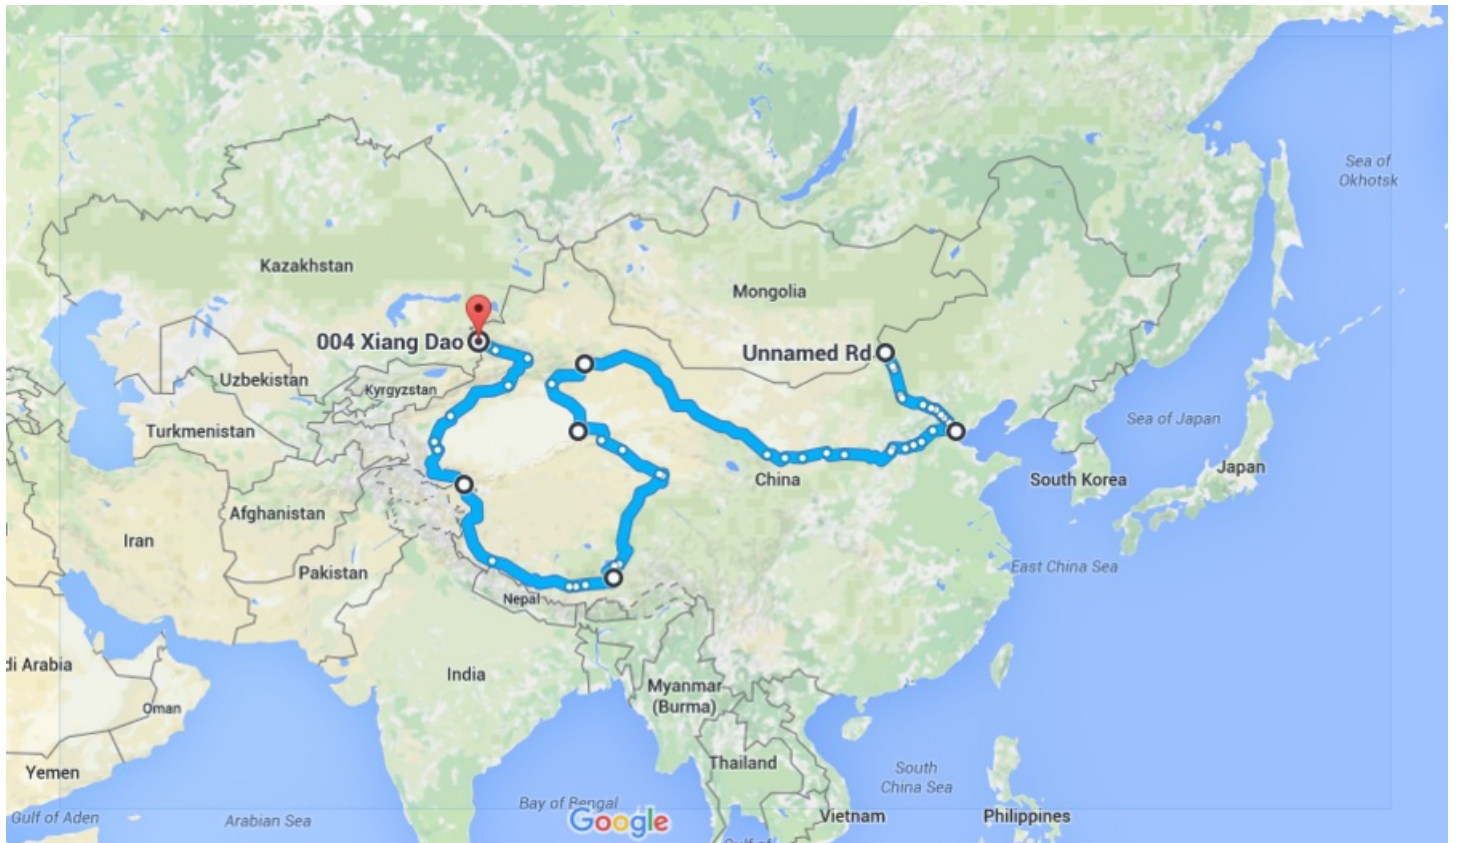 Sea of
Okhotsk
Kazakhstan
Mongolia
004 Xiang Dao
Unnamed Rd
Uzbekistan
Kyrgyzstan
Sea of Japan
Turkmenistan
China
South Korea
Japan
Afghanistan
Iran
Pakistan
East China Sea
Nepal
di Arabia
India
Myanmar
(Burma)
Oman
Thailand
Yemen
South
China Sea
Bay of Bengal
Gulf of Aden
Arabian Sea
Google
Vietnam
Philippines
Gulf of